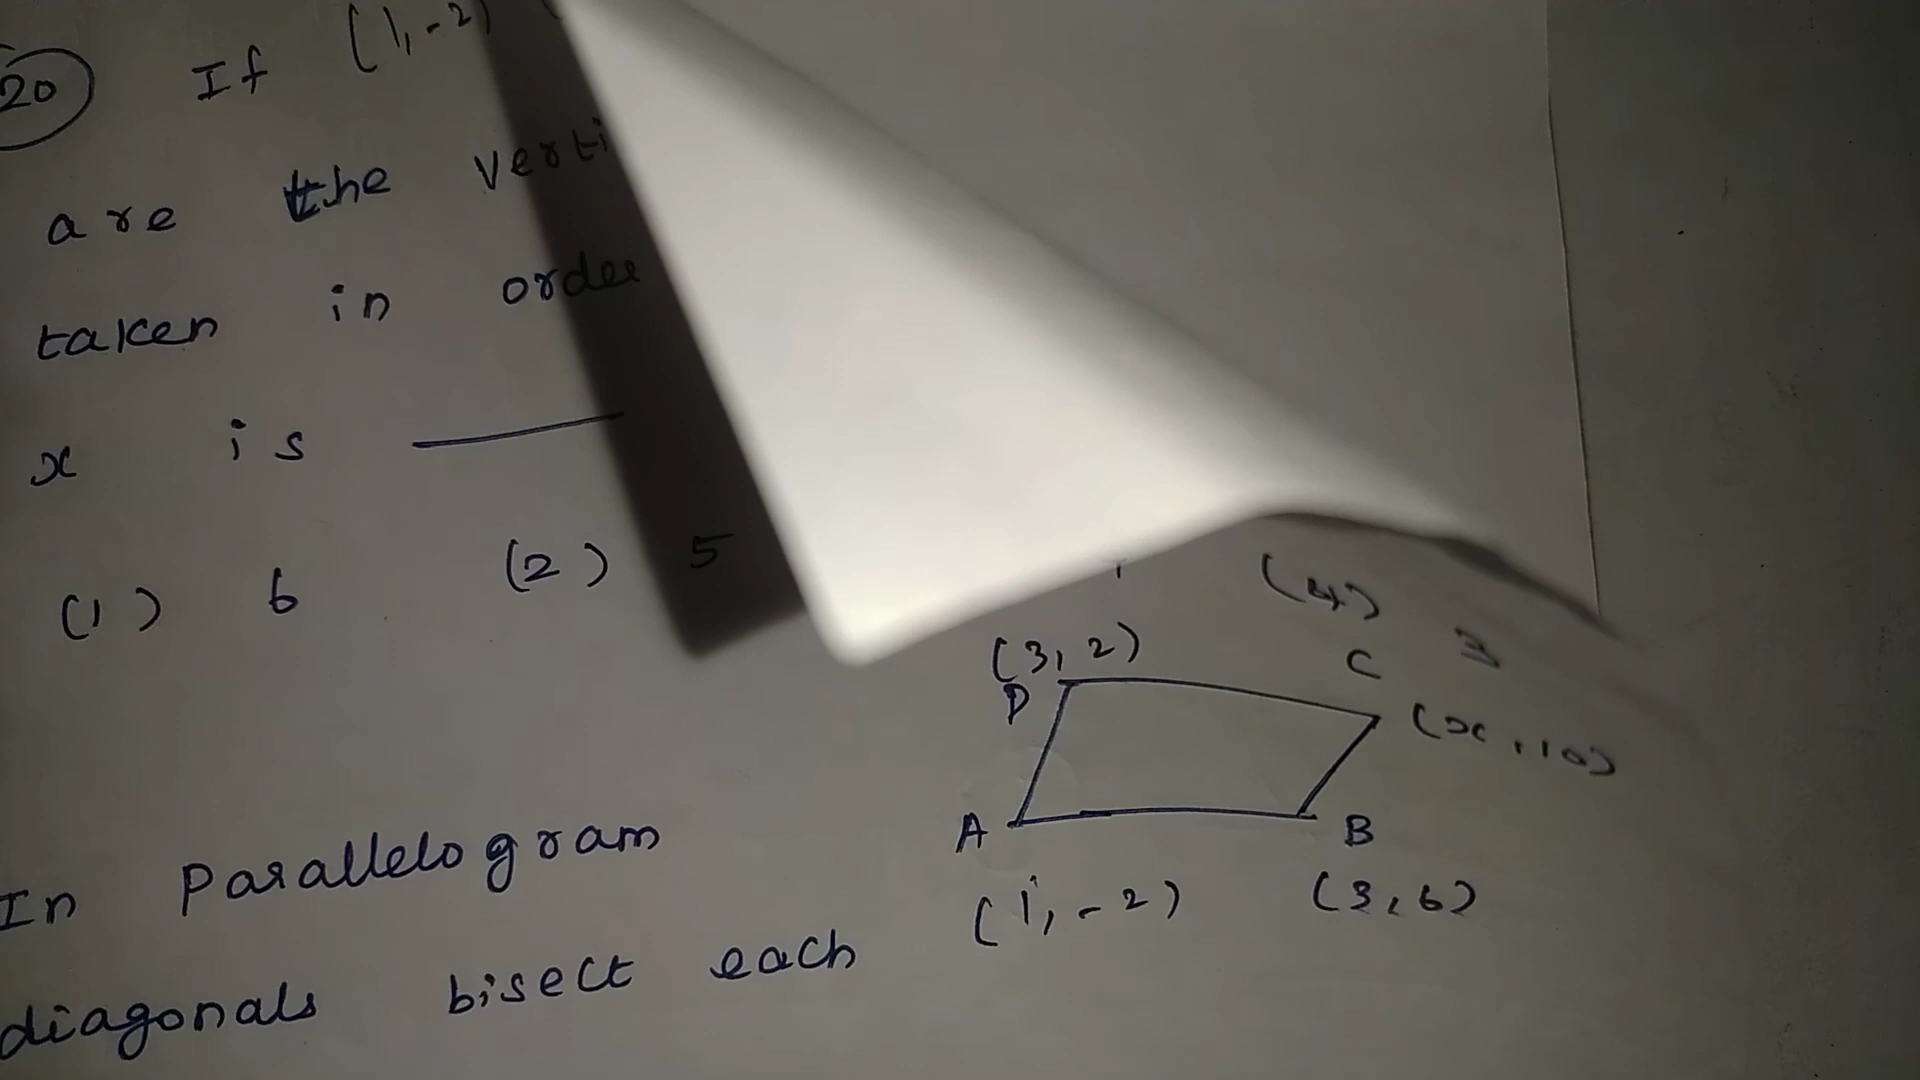 20 If (1,-2)
are the verti
taken in order
x is
(1) 6 (2) 5 (4) 3
(3, 2) C
D (x, 10)
A B
In Parallelogram (1, -2) (3, 6)
diagonals bisect each